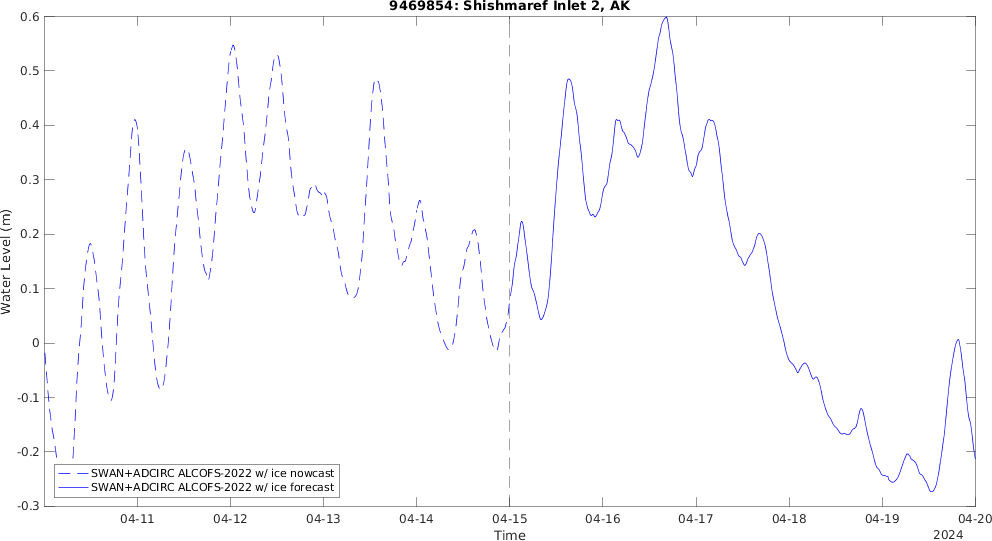 9469854: Shishmaref Inlet 2, AK
0.6
0.5
0.4
0.3
0.2
0.1
0
-0.1
-0.2
-0.3
Water Level (m)
SWAN+ADCIRC ALCOFS-2022 w/ ice nowcast
SWAN+ADCIRC ALCOFS-2022 w/ ice forecast
04-11 04-12 04-13 04-14 04-15 04-16 04-17 04-18 04-19 04-20
Time
2024